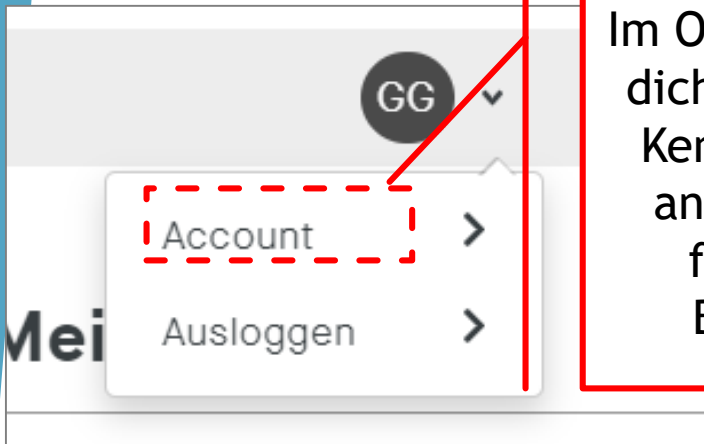 GG
Account
Ausloggen
Mei
Im O
dich
Ker
an
f
E